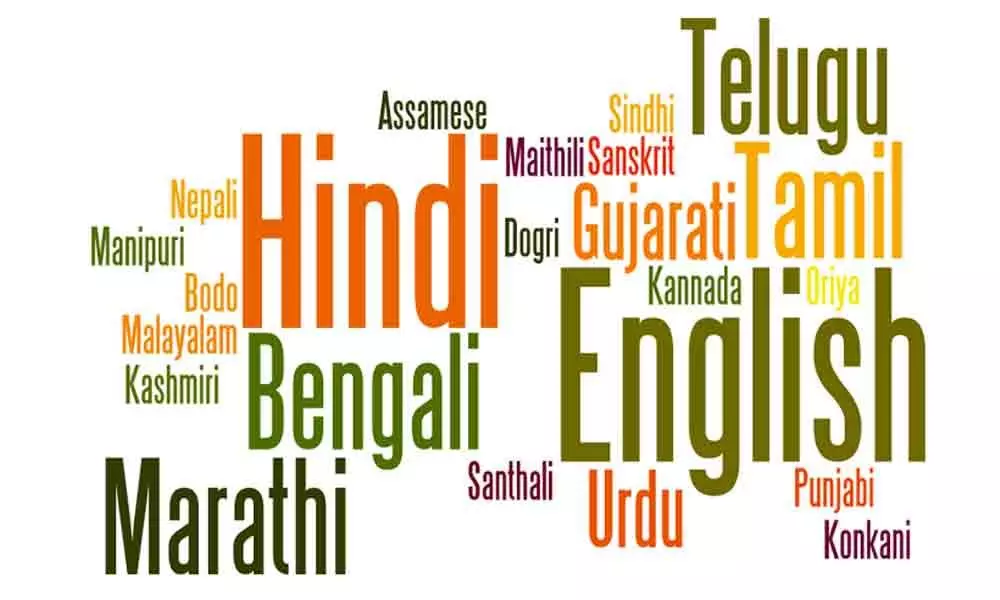 Telugu
Assamese
Sindhi
Hindi
Maithili
Sanskrit
Tamil
Nepali
Gujarati
Manipuri
Dogri
Bodo
Kannada
Oriya
English
Malayalam
Bengali
Kashmiri
Marathi
Santhali
Urdu
Punjabi
Konkani